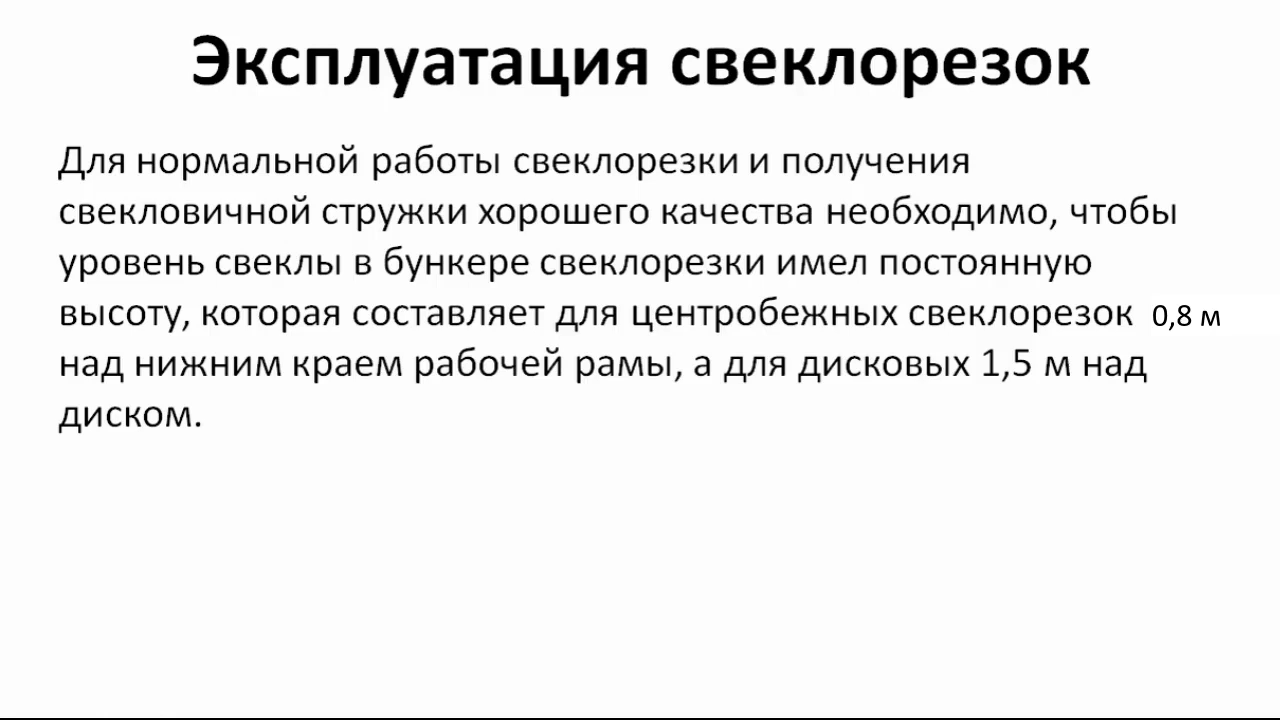 Эксплуатация свеклорезок
Для нормальной работы свеклорезки и получения
свекловичной стружки хорошего качества необходимо, чтобы
уровень свеклы в бункере свеклорезки имел постоянную
высоту, которая составляет для центробежных свеклорезок 0,8 м
над нижним краем рабочей рамы, а для дисковых 1,5 м над
диском.